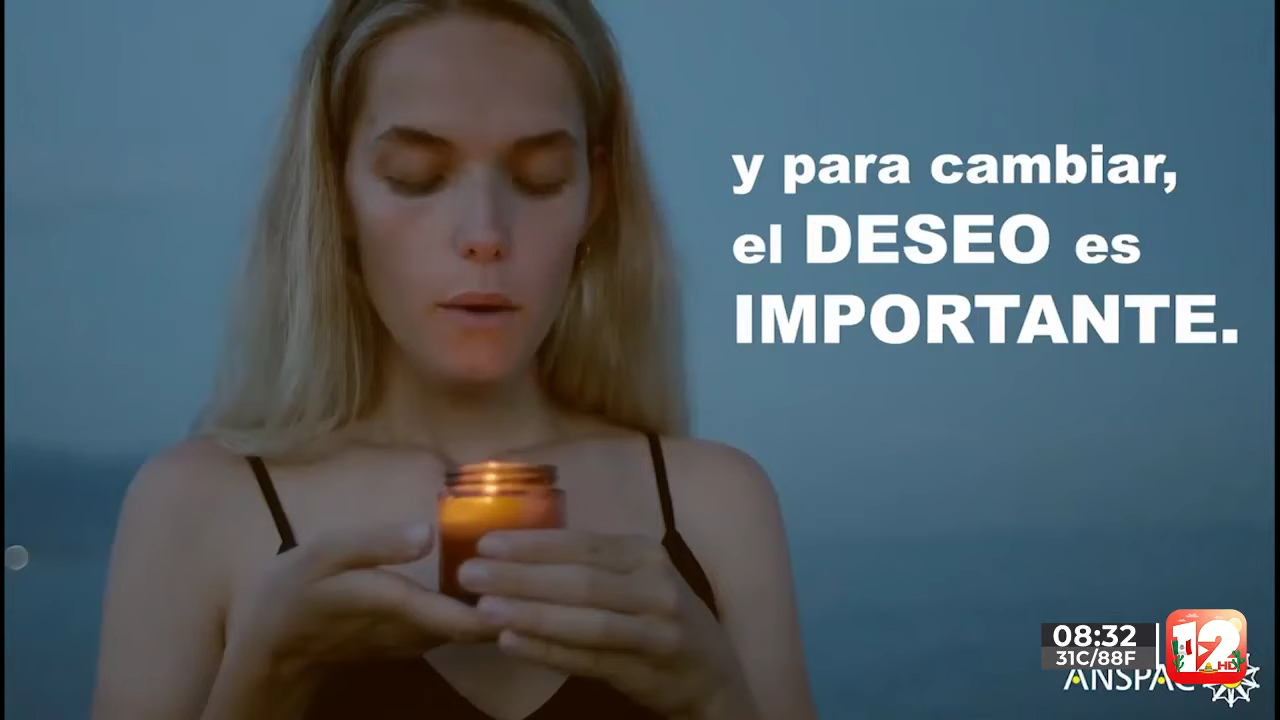 y para cambiar,
el DESEO es
IMPORTANTE.
08:32
31C/88F
12
HD
ANSPAC